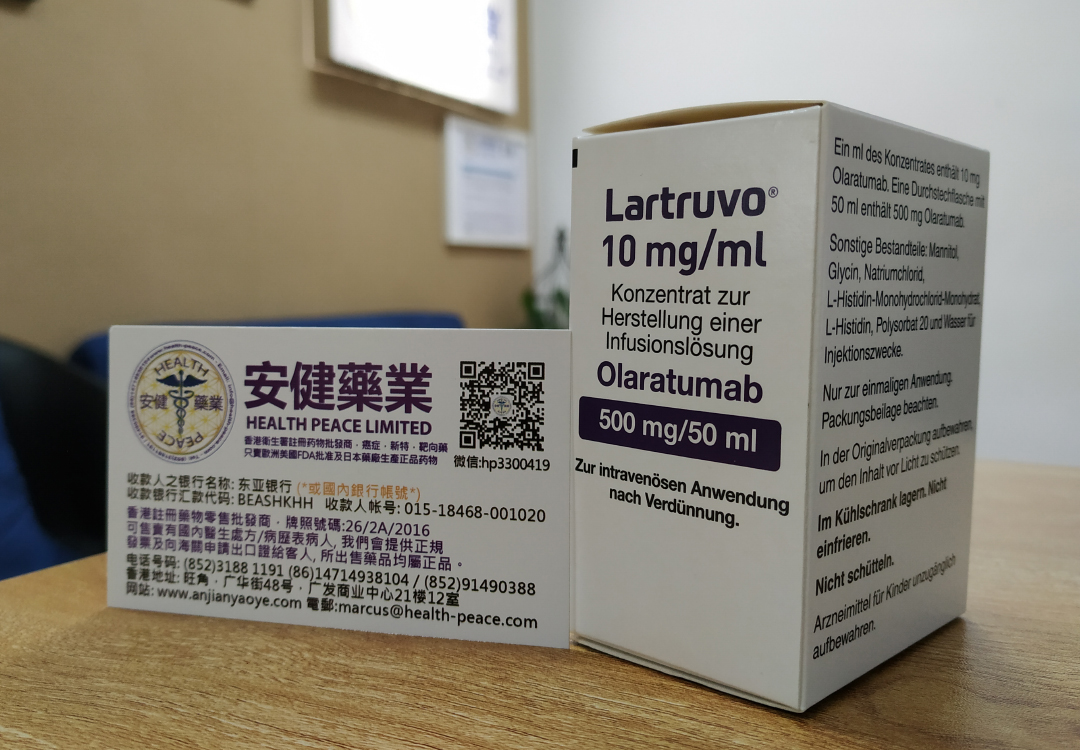 HEALTH
安健 藥業
PEACE
安健藥業
HEALTH PEACE LIMITED
香港衛生署註冊药物批發商﹐癌症﹐新特﹐靶向藥
只賣歐洲美國FDA批准及日本藥廠生產正品药物
微信:hp3300419
收款人之银行名称: 东亚银行 (*或國內銀行帳號*)
收款银行汇款代码: BEASHKHH 收款人帐号: 015-18468-001020
香港註冊藥物零售批發商﹐牌照號碼:26/2A/2016
可售賣有國內醫生處方/病歷表病人, 我們會提供正規
發票及向海關申請出口證給客人, 所出售藥品均屬正品。
电话号码: (852)3188 1191 (86)14714938104 / (852)91490388
香港地址: 旺角﹐广华街48号﹐广发商业中心21樓12室
网站: www.anjianyaoye.com 電郵:marcus@health-peace.com
Lartruvo®
10 mg/ml
Konzentrat zur
Herstellung einer
Infusionslösung
Olaratumab
500 mg/50 ml
Zur intravenösen Anwendung
nach Verdünnung.
Ein ml des Konzentrates enthält 10 mg
Olaratumab. Eine Durchstechflasche mit
50 ml enthält 500 mg Olaratumab.
Sonstige Bestandteile: Mannitol,
Glycin, Natriumchlorid,
L-Histidin-Monohydrochlorid-Monohydrat,
L-Histidin, Polysorbat 20 und Wasser für
Injektionszwecke.
Nur zur einmaligen Anwendung.
Packungsbeilage beachten.
In der Originalverpackung aufbewahren,
um den Inhalt vor Licht zu schützen.
Im Kühlschrank lagern. Nicht
einfrieren.
Nicht schütteln.
Arzneimittel für Kinder unzugänglich
aufbewahren.